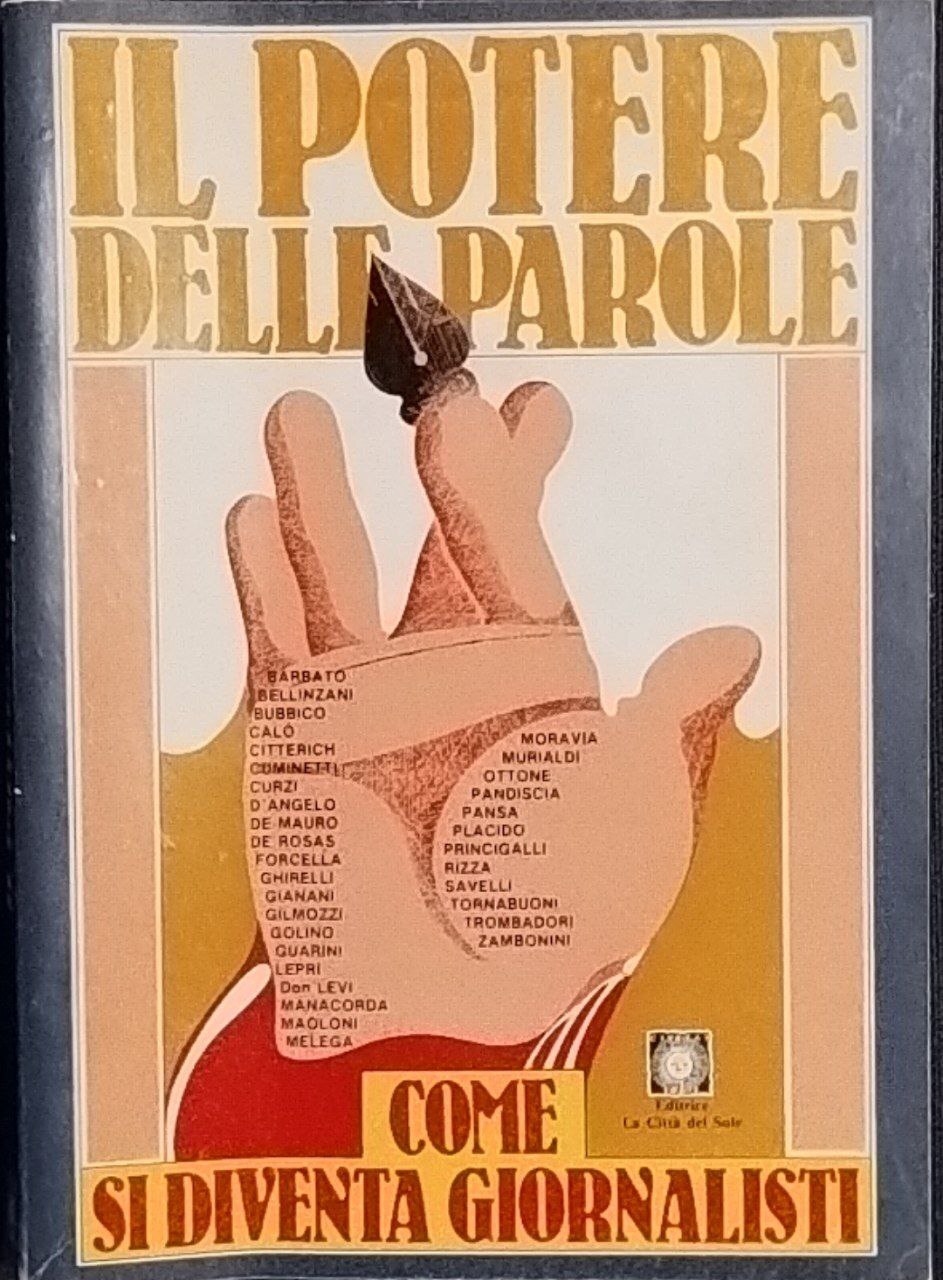 IL POTERE
DELLE PAROLE
BARBATO
BELLINZANI
BUBBICO
CALÒ
CITTERICH
CUMINETTI
CURZI
D'ANGELO
DE MAURO
DE ROSAS
FORCELLA
GHIRELLI
GIANANI
GILMOZZI
GOLINO
GUARINI
LEPRI
Don LEVI
MANACORDA
MAOLONI
MELEGA
MORAVIA
MURIALDI
OTTONE
PANDISCIA
PANSA
PLACIDO
PRINCIGALLI
RIZZA
SAVELLI
TORNABUONI
TROMBADORI
ZAMBONINI
Editrice
La Città del Sole
COME
SI DIVENTA GIORNALISTI